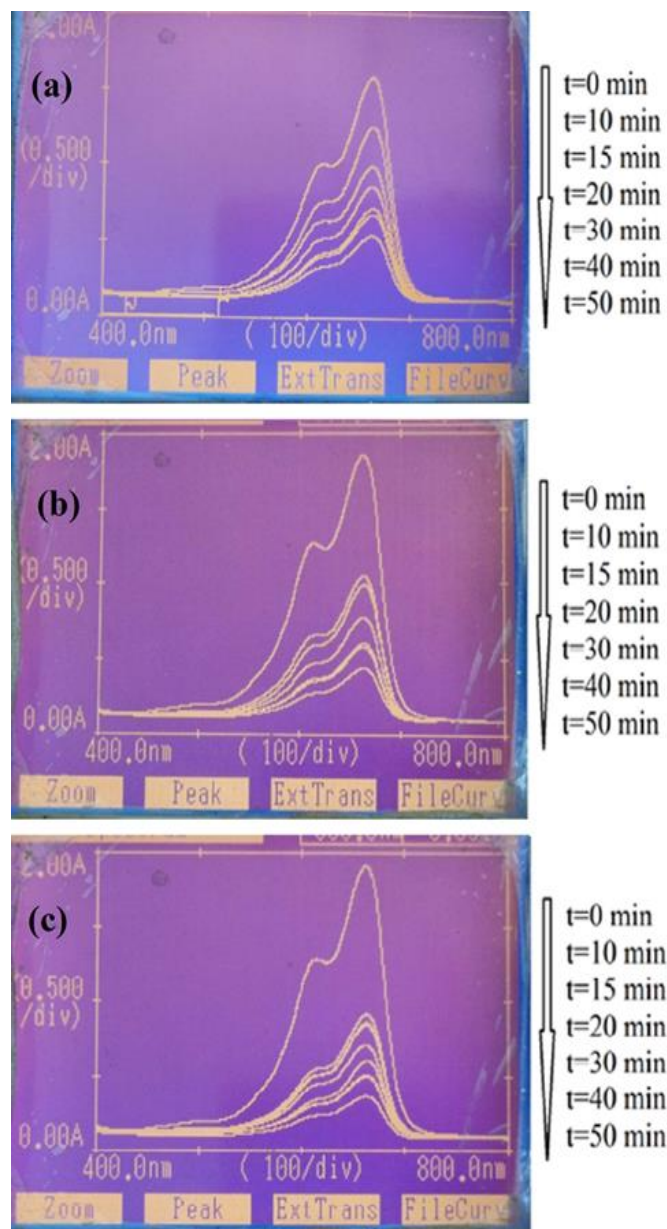 (a)
2.00A
(0.500
/div)
0.00A
400.0nm ( 100/div) 800.0nm
Zoom Peak ExtTrans FileCurv
t=0 min
t=10 min
t=15 min
t=20 min
t=30 min
t=40 min
t=50 min
(b)
2.00A
(0.500
/div)
0.00A
400.0nm ( 100/div) 800.0nm
Zoom Peak ExtTrans FileCurv
t=0 min
t=10 min
t=15 min
t=20 min
t=30 min
t=40 min
t=50 min
(c)
2.00A
(0.500
/div)
0.00A
400.0nm ( 100/div) 800.0nm
Zoom Peak ExtTrans FileCurv
t=0 min
t=10 min
t=15 min
t=20 min
t=30 min
t=40 min
t=50 min